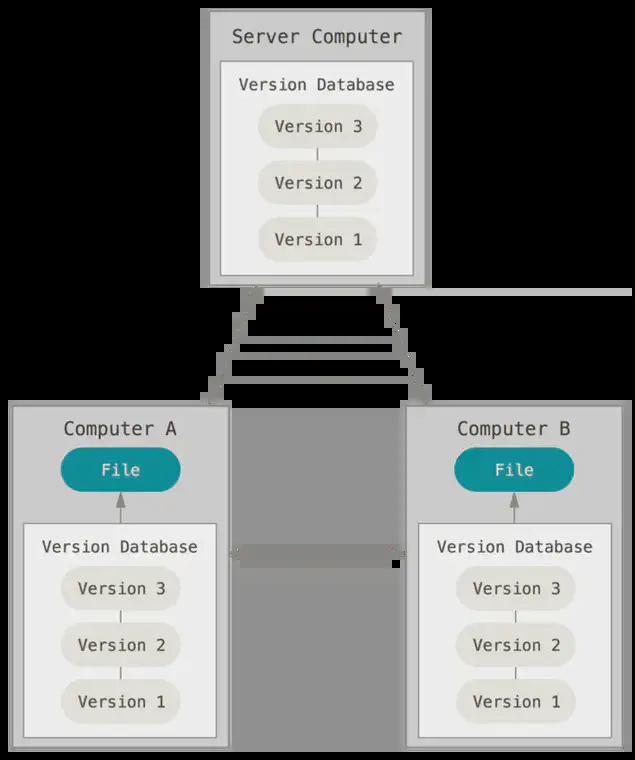 Server Computer
Version Database
Version 3
Version 2
Version 1
Computer A
File
Version Database
Version 3
Version 2
Version 1
Computer B
File
Version Database
Version 3
Version 2
Version 1